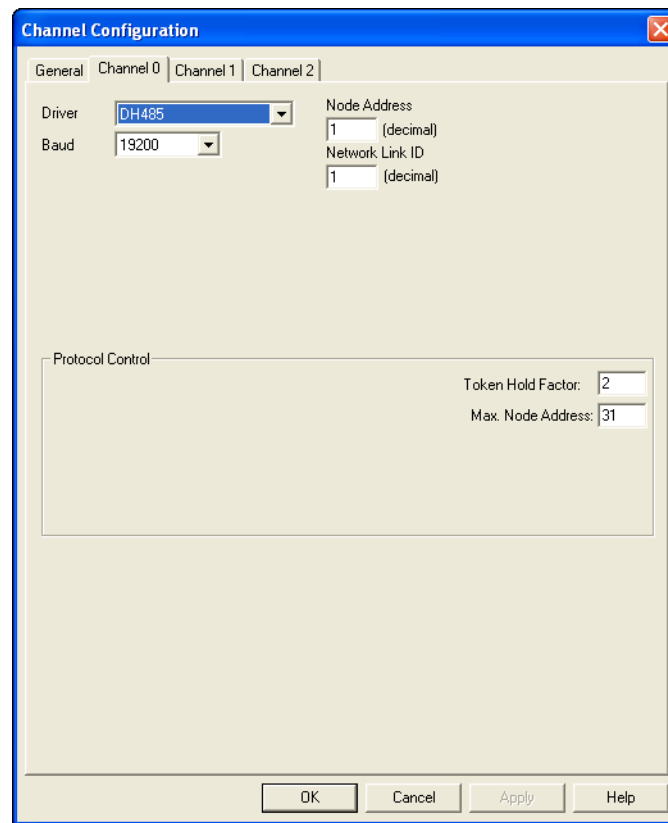 Channel Configuration
General Channel 0 Channel 1 Channel 2
Driver DH485
Baud 19200
Node Address
1 (decimal)
Network Link ID
1 (decimal)
Protocol Control
Token Hold Factor: 2
Max. Node Address: 31
OK Cancel Apply Help